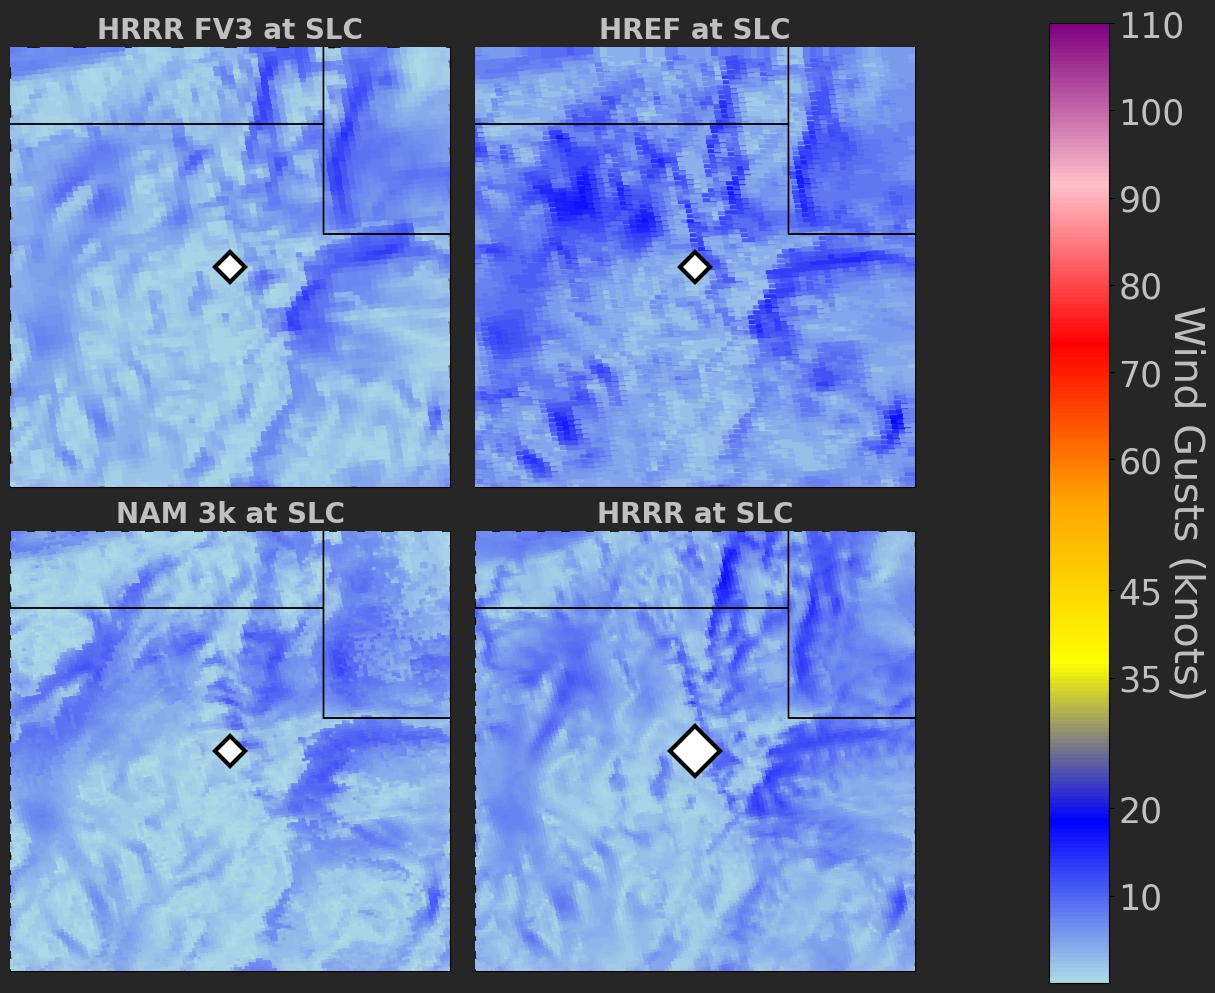 HRRR FV3 at SLC
HREF at SLC
NAM 3k at SLC
HRRR at SLC
110
100
90
80
70
60
45
35
20
10
Wind Gusts (knots)